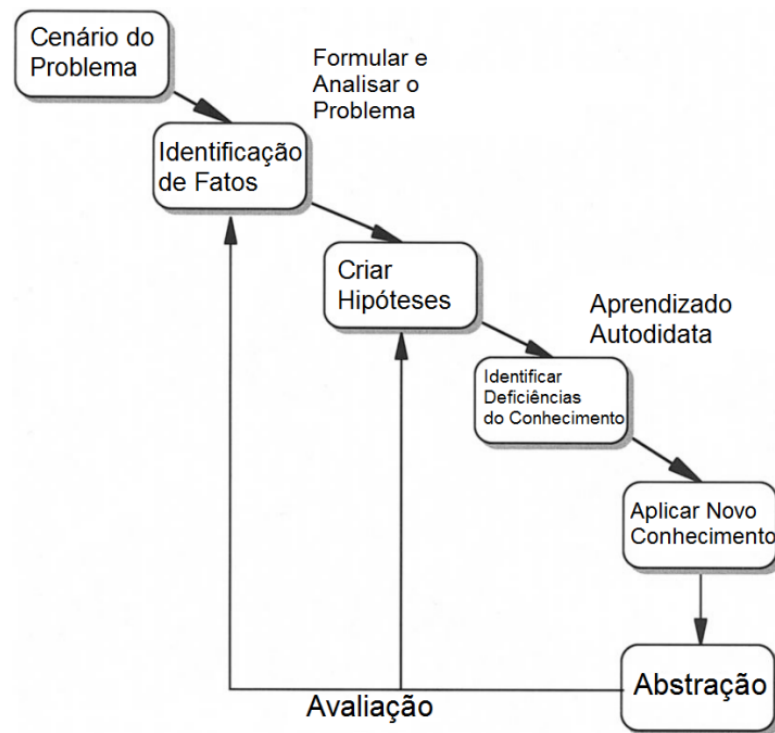 Cenário do
Problema
Formular e
Analisar o
Problema
Identificação
de Fatos
Criar
Hipóteses
Aprendizado
Autodidata
Identificar
Deficiências
do Conhecimento
Aplicar Novo
Conhecimento
Abstração
Avaliação